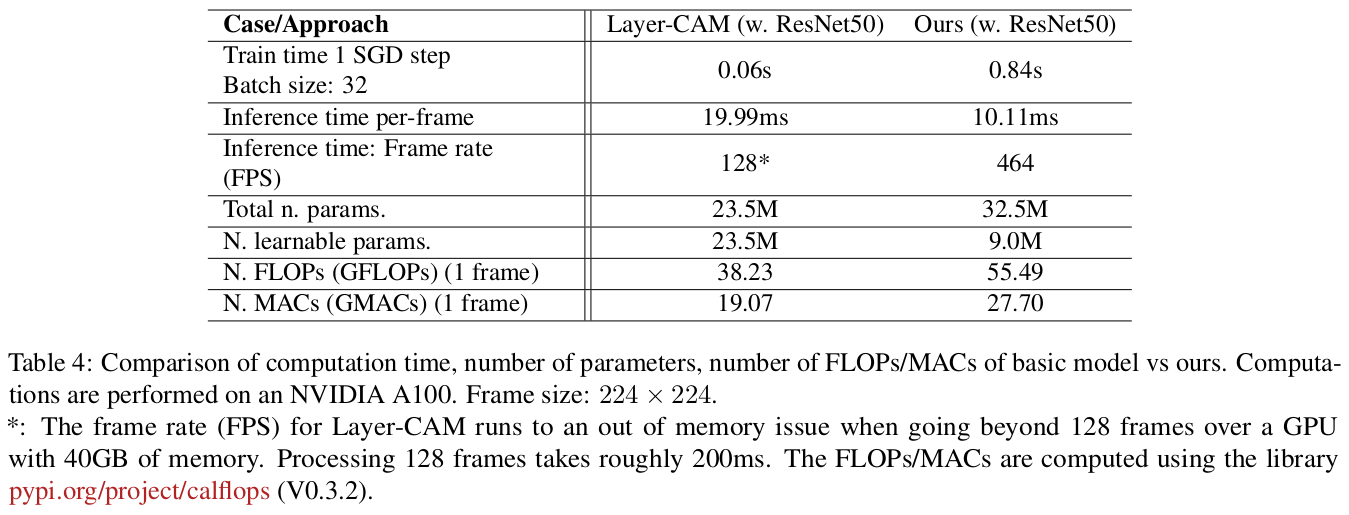 Case/Approach Layer-CAM (w. ResNet50) Ours (w. ResNet50)
Train time 1 SGD step
Batch size: 32 0.06s 0.84s
Inference time per-frame 19.99ms 10.11ms
Inference time: Frame rate
(FPS) 128* 464
Total n. params. 23.5M 32.5M
N. learnable params. 23.5M 9.0M
N. FLOPs (GFLOPs) (1 frame) 38.23 55.49
N. MACs (GMACs) (1 frame) 19.07 27.70
Table 4: Comparison of computation time, number of parameters, number of FLOPs/MACs of basic model vs ours. Computa-
tions are performed on an NVIDIA A100. Frame size: 224 × 224.
*: The frame rate (FPS) for Layer-CAM runs to an out of memory issue when going beyond 128 frames over a GPU
with 40GB of memory. Processing 128 frames takes roughly 200ms. The FLOPs/MACs are computed using the library
pypi.org/project/calflops (V0.3.2).